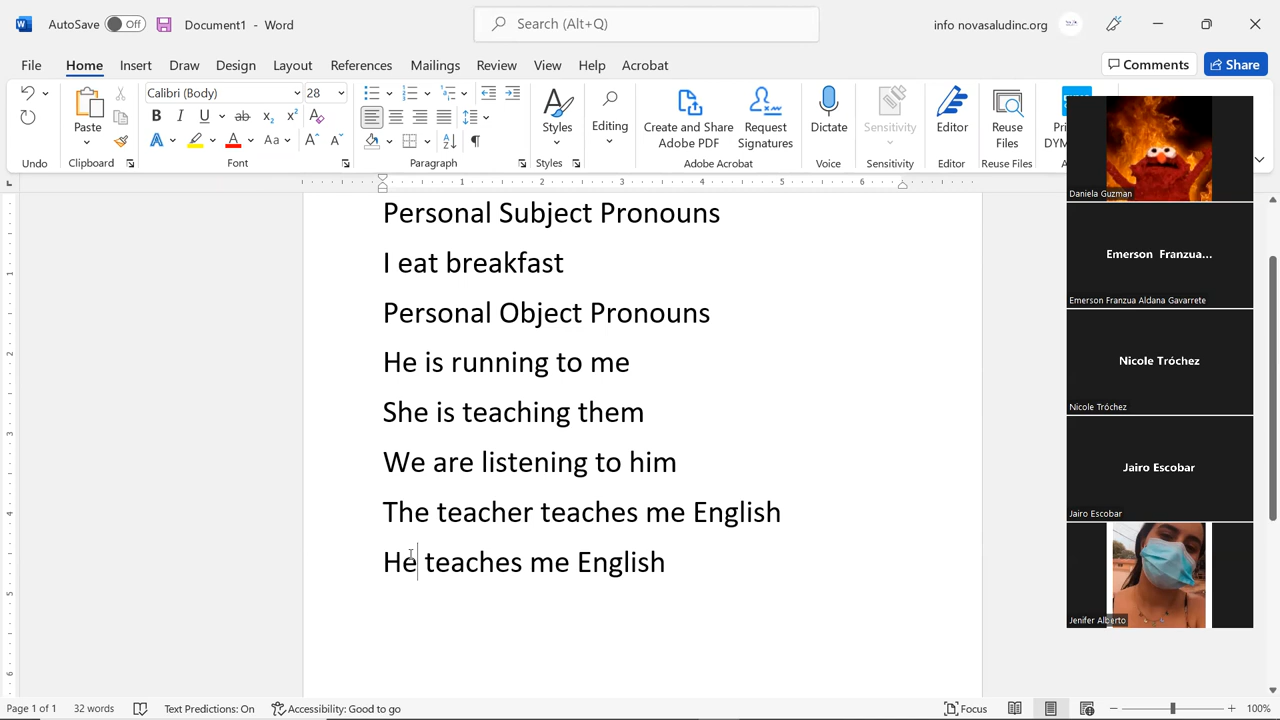 AutoSave Off Document1 - Word Search (Alt+Q) info novasaludinc.org
File Home Insert Draw Design Layout References Mailings Review View Help Acrobat Comments Share
Calibri (Body) 28
Paste
Styles
Editing
Create and Share Adobe PDF
Request Signatures
Dictate
Sensitivity
Editor
Reuse Files
Undo Clipboard Font Paragraph Styles Adobe Acrobat Voice Sensitivity Editor Reuse Files
1 2 3 4 5 6
Personal Subject Pronouns
I eat breakfast
Personal Object Pronouns
He is running to me
She is teaching them
We are listening to him
The teacher teaches me English
He teaches me English
Daniela Guzman
Emerson Franzua...
Emerson Franzua Aldana Gavarrete
Nicole Tróchez
Nicole Tróchez
Jairo Escobar
Jairo Escobar
Jenifer Alberto
Page 1 of 1 32 words Text Predictions: On Accessibility: Good to go Focus 100%